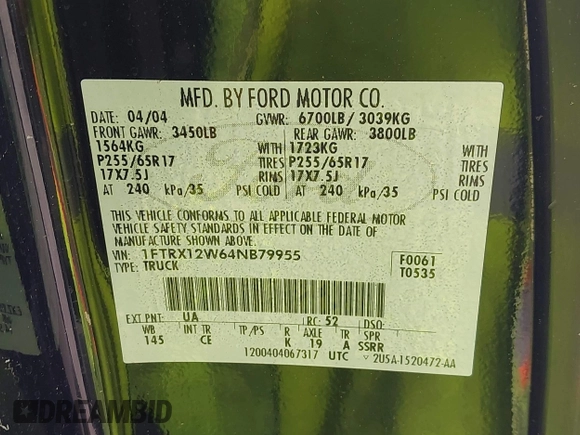 MFD. BY FORD MOTOR CO.
DATE: 04/04 GVWR: 6700LB/ 3039KG
FRONT GAWR: 3450LB REAR GAWR: 3800LB
1564KG WITH 1723KG WITH
P255/65R17 TIRES P255/65R17 TIRES
17X7.5J RIMS 17X7.5J RIMS
AT 240 kPa/35 PSI COLD AT 240 kPa/35 PSI COLD
THIS VEHICLE CONFORMS TO ALL APPLICABLE FEDERAL MOTOR
VEHICLE SAFETY STANDARDS IN EFFECT ON THE DATE OF
MANUFACTURE SHOWN ABOVE.
VIN: 1FTRX12W64NB79955 F0061
TYPE: TRUCK T0535
EXT PNT: UA RC: 52 DSO:
WB INT TR TP/PS R AXLE TR SPR
145 CE K 19 A SSRR
1200404067317 UTC ▽ 2U5A-1520472-AA
Ford
DREAMBID